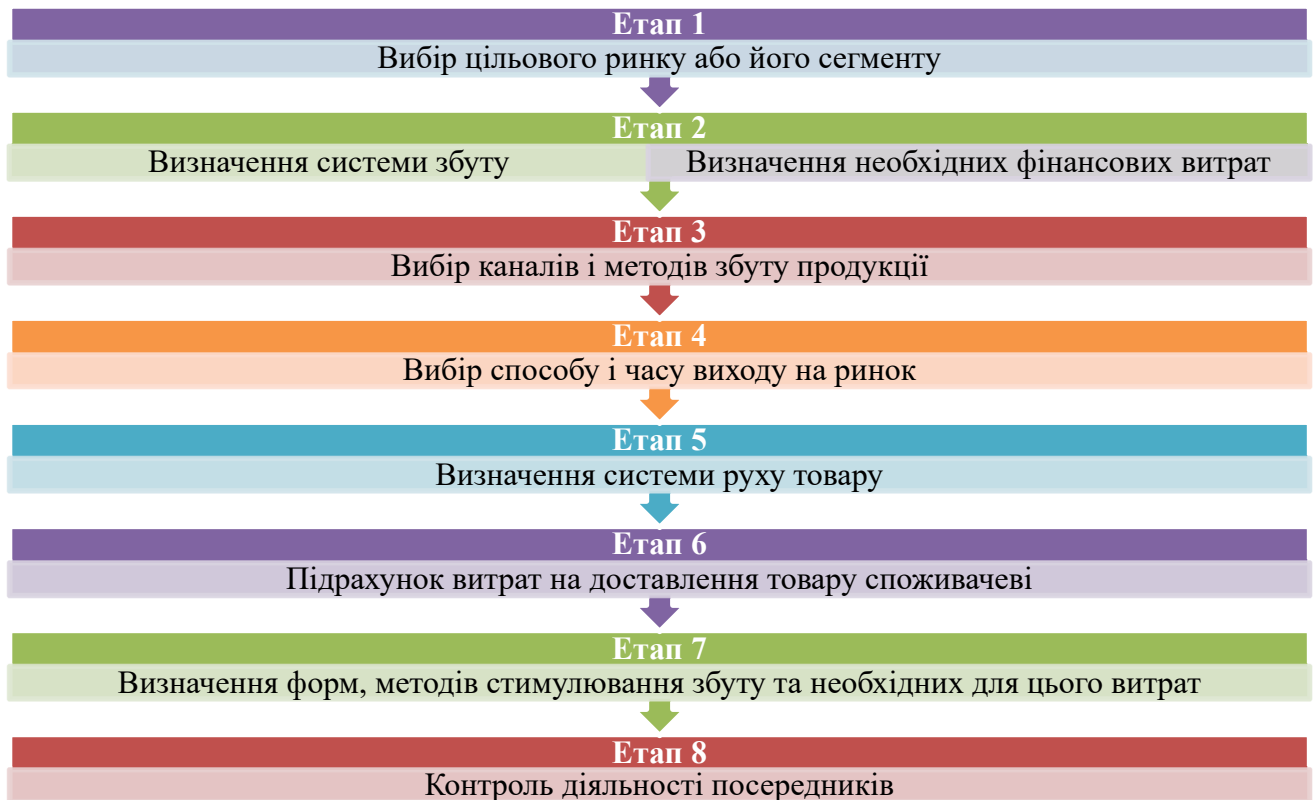 Етап 1
Вибір цільового ринку або його сегменту
Етап 2
Визначення системи збуту
Визначення необхідних фінансових витрат
Етап 3
Вибір каналів і методів збуту продукції
Етап 4
Вибір способу і часу виходу на ринок
Етап 5
Визначення системи руху товару
Етап 6
Підрахунок витрат на доставлення товару споживачеві
Етап 7
Визначення форм, методів стимулювання збуту та необхідних для цього витрат
Етап 8
Контроль діяльності посередників